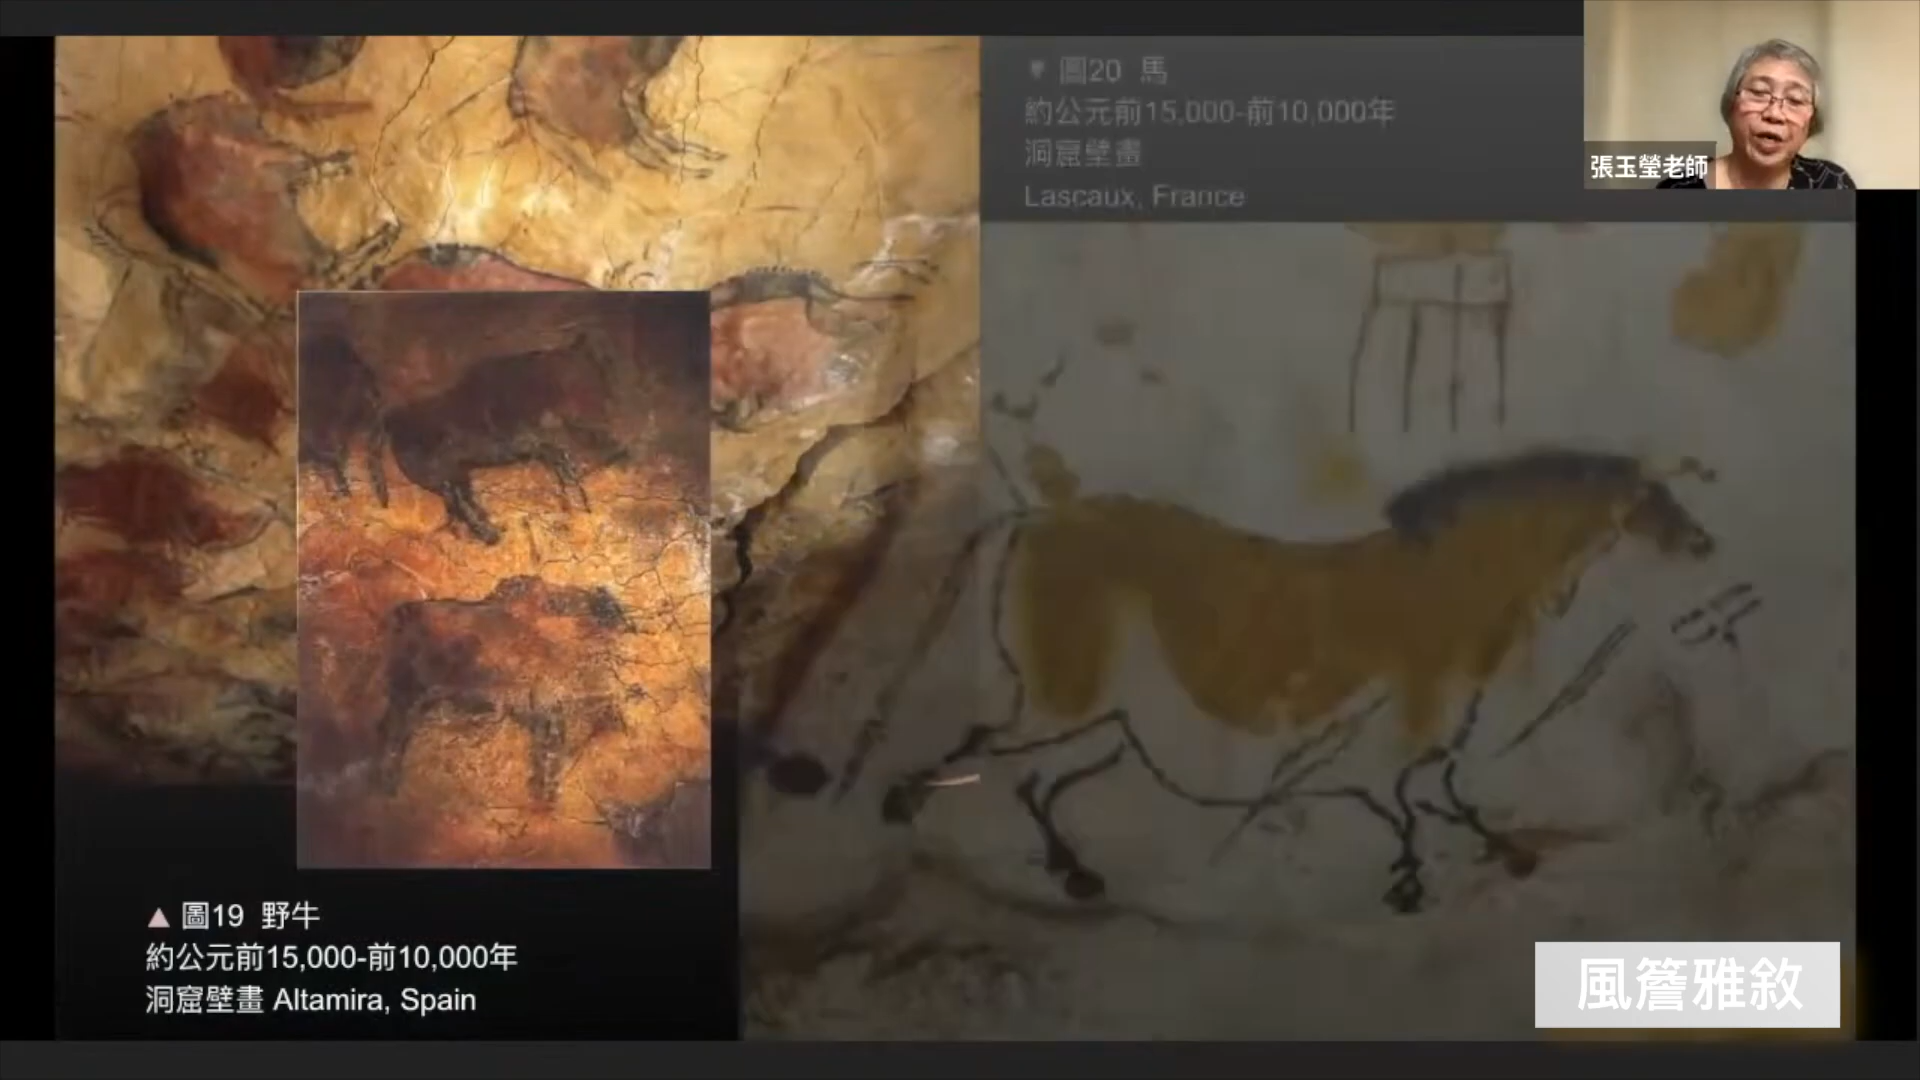 ▼ 圖20 馬
約公元前15,000-前10,000年
洞窟壁畫
Lascaux, France
張玉瑩老師
▲ 圖19 野牛
約公元前15,000-前10,000年
洞窟壁畫 Altamira, Spain
風簷雅敘